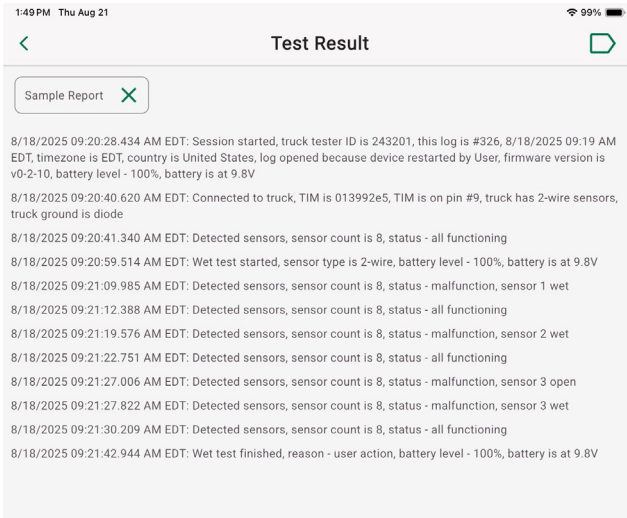 1:49 PM Thu Aug 21
99%
Test Result
Sample Report
8/18/2025 09:20:28.434 AM EDT: Session started, truck tester ID is 243201, this log is #326, 8/18/2025 09:19 AM
EDT, timezone is EDT, country is United States, log opened because device restarted by User, firmware version is
v0-2-10, battery level - 100%, battery is at 9.8V
8/18/2025 09:20:40.620 AM EDT: Connected to truck, TIM is 013992e5, TIM is on pin #9, truck has 2-wire sensors,
truck ground is diode
8/18/2025 09:20:41.340 AM EDT: Detected sensors, sensor count is 8, status - all functioning
8/18/2025 09:20:59.514 AM EDT: Wet test started, sensor type is 2-wire, battery level - 100%, battery is at 9.8V
8/18/2025 09:21:09.985 AM EDT: Detected sensors, sensor count is 8, status - malfunction, sensor 1 wet
8/18/2025 09:21:12.388 AM EDT: Detected sensors, sensor count is 8, status - all functioning
8/18/2025 09:21:19.576 AM EDT: Detected sensors, sensor count is 8, status - malfunction, sensor 2 wet
8/18/2025 09:21:22.751 AM EDT: Detected sensors, sensor count is 8, status - all functioning
8/18/2025 09:21:27.006 AM EDT: Detected sensors, sensor count is 8, status - malfunction, sensor 3 open
8/18/2025 09:21:27.822 AM EDT: Detected sensors, sensor count is 8, status - malfunction, sensor 3 wet
8/18/2025 09:21:30.209 AM EDT: Detected sensors, sensor count is 8, status - all functioning
8/18/2025 09:21:42.944 AM EDT: Wet test finished, reason - user action, battery level - 100%, battery is at 9.8V